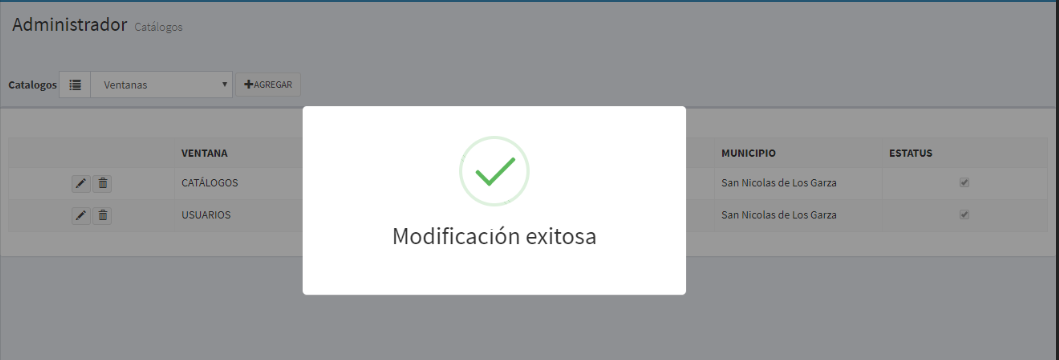 Administrador Catálogos
Catalogos Ventanas AGREGAR
VENTANA MUNICIPIO ESTATUS
CATÁLOGOS San Nicolas de Los Garza
USUARIOS San Nicolas de Los Garza
Modificación exitosa